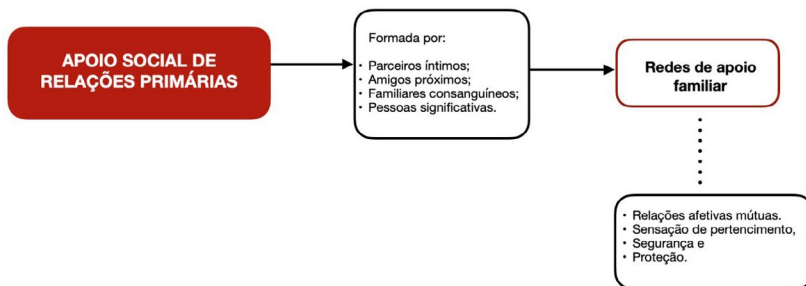 APOIO SOCIAL DE
RELAÇÕES PRIMÁRIAS
Formada por:
• Parceiros íntimos;
• Amigos próximos;
• Familiares consanguíneos;
• Pessoas significativas.
Redes de apoio
familiar
• Relações afetivas mútuas.
• Sensação de pertencimento,
• Segurança e
• Proteção.